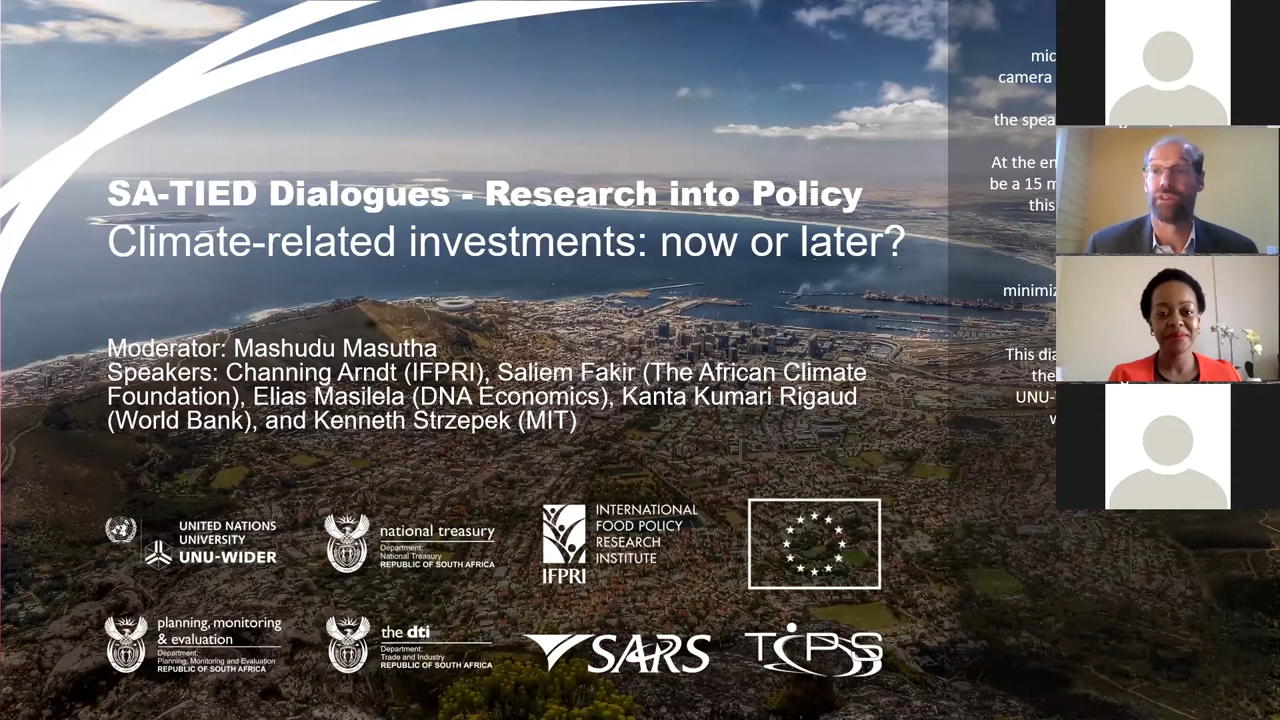 SA-TIED Dialogues - Research into Policy
Climate-related investments: now or later?
Moderator: Mashudu Masutha
Speakers: Channing Arndt (IFPRI), Saliem Fakir (The African Climate
Foundation), Elias Masilela (DNA Economics), Kanta Kumari Rigaud
(World Bank), and Kenneth Strzepek (MIT)
camera
the
At the
be a 15
this
This
the
UNU-
UNITED NATIONS
UNIVERSITY
UNU-WIDER
national treasury
Department:
National Treasury
REPUBLIC OF SOUTH AFRICA
INTERNATIONAL
FOOD POLICY
RESEARCH
INSTITUTE
IFPRI
planning, monitoring
& evaluation
Department:
Planning, Monitoring and Evaluation
REPUBLIC OF SOUTH AFRICA
the dti
Department:
Trade and Industry
REPUBLIC OF SOUTH AFRICA
SARS
TIPS